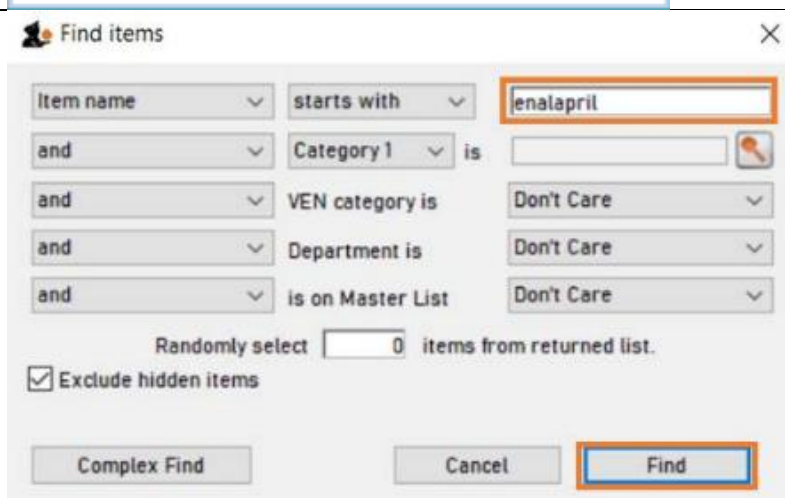 Find items
Item name starts with enalapril
and Category 1 is
and VEN category is Don't Care
and Department is Don't Care
and is on Master List Don't Care
Randomly select 0 items from returned list.
Exclude hidden items
Complex Find Cancel Find